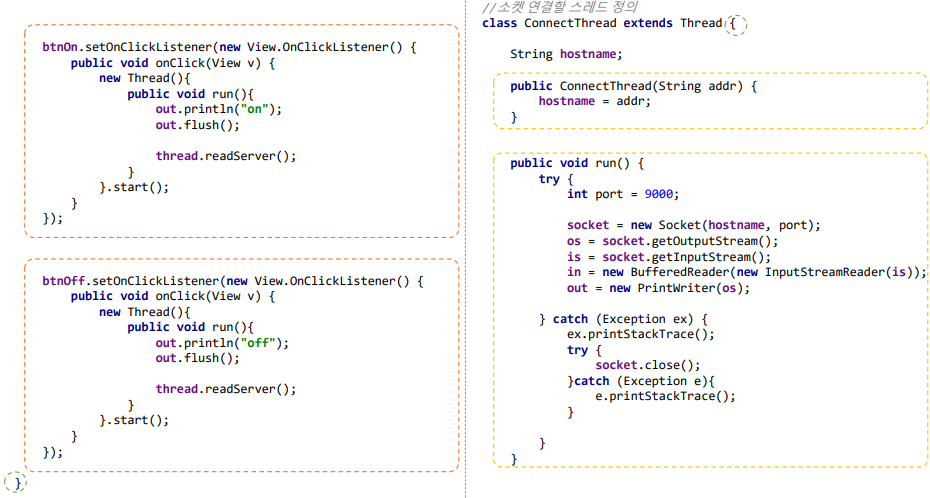 btnOn.setOnClickListener(new View.OnClickListener() {
public void onClick(View v) {
new Thread(){
public void run(){
out.println("on");
out.flush();
thread.readServer();
}
}.start();
}
});
btnOff.setOnClickListener(new View.OnClickListener() {
public void onClick(View v) {
new Thread(){
public void run(){
out.println("off");
out.flush();
thread.readServer();
}
}.start();
}
});
}
//소켓 연결할 스레드 정의
class ConnectThread extends Thread {
String hostname;
public ConnectThread(String addr) {
hostname = addr;
}
public void run() {
try {
int port = 9000;
socket = new Socket(hostname, port);
os = socket.getOutputStream();
is = socket.getInputStream();
in = new BufferedReader(new InputStreamReader(is));
out = new PrintWriter(os);
} catch (Exception ex) {
ex.printStackTrace();
try {
socket.close();
}catch (Exception e){
e.printStackTrace();
}
}
}